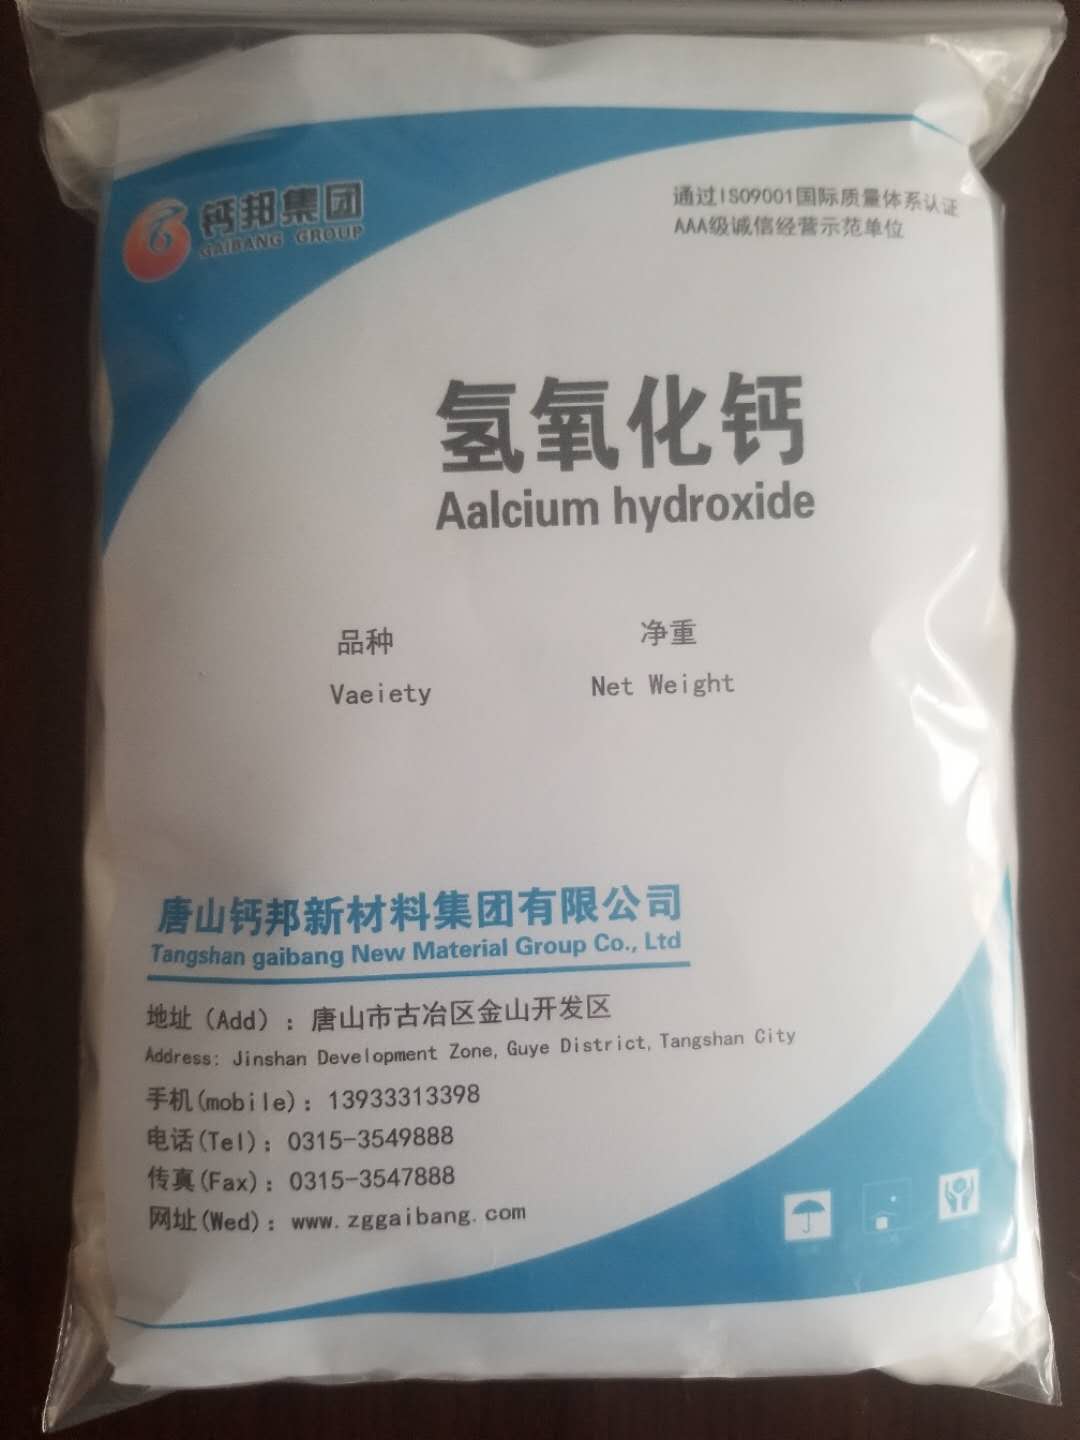 钙邦集团
GAIBANG GROUP
通过ISO9001国际质量体系认证
AAA级诚信经营示范单位
氢氧化钙
Aalcium hydroxide
品种
净重
Vaeiety
Net Weight
唐山钙邦新材料集团有限公司
Tangshan gaibang New Material Group Co., Ltd
地址（Add）：唐山市古冶区金山开发区
Address: Jinshan Development Zone, Guye District, Tangshan City
手机(mobile)：13933313398
电话(Tel)：0315-3549888
传真(Fax)：0315-3547888
网址(Wed)：www.zggaibang.com